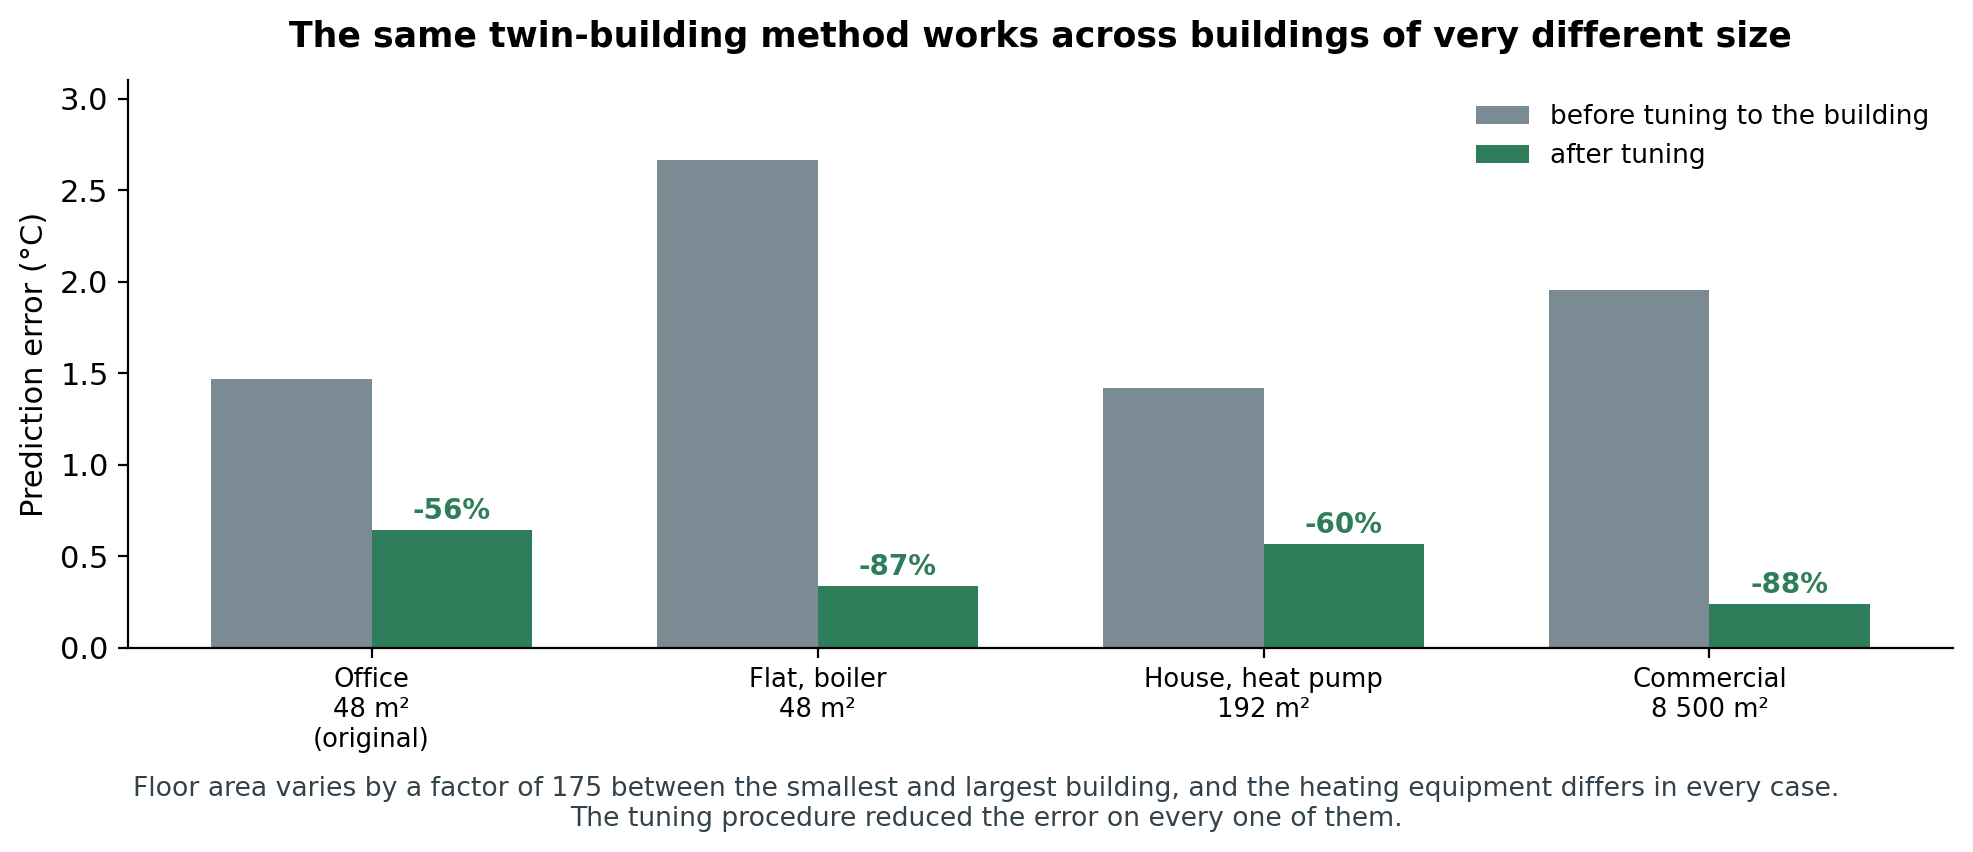 The same twin-building method works across buildings of very different size
3.0
2.5
2.0
1.5
1.0
0.5
0.0
Prediction error (°C)
before tuning to the building
after tuning
-56%
-87%
-60%
-88%
Office
48 m²
(original)
Flat, boiler
48 m²
House, heat pump
192 m²
Commercial
8 500 m²
Floor area varies by a factor of 175 between the smallest and largest building, and the heating equipment differs in every case.
The tuning procedure reduced the error on every one of them.